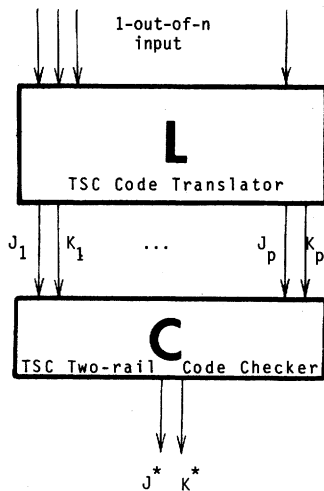 1-out-of-n
input
L
TSC Code Translator
J1 K1 ... Jp Kp
C
TSC Two-rail Code Checker
J* K*